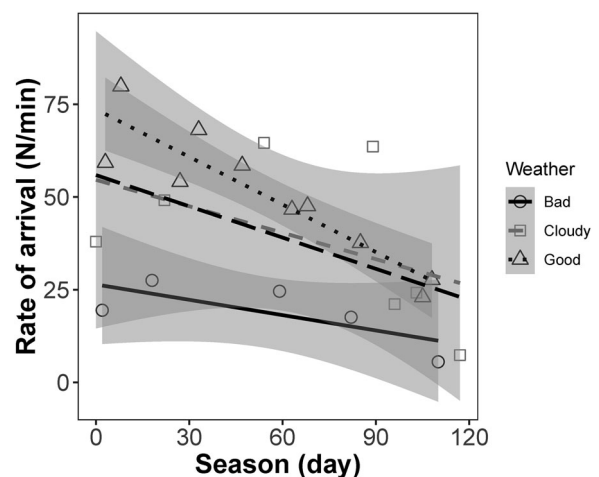 Rate of arrival (N/min)
75
50
25
0
0 30 60 90 120
Season (day)
Weather
Bad
Cloudy
Good